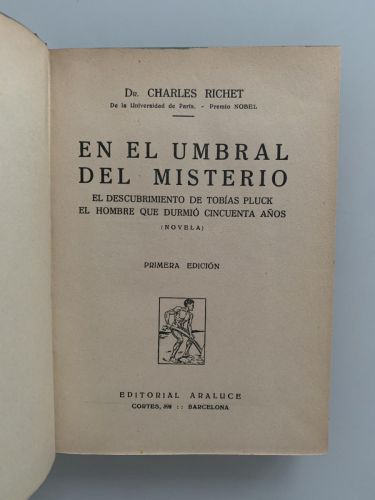 DR. CHARLES RICHET
De la Universidad de París. - Premio NOBEL
EN EL UMBRAL
DEL MISTERIO
EL DESCUBRIMIENTO DE TOBÍAS PLUCK
EL HOMBRE QUE DURMIÓ CINCUENTA AÑOS
(NOVELA)
PRIMERA EDICIÓN
EDITORIAL ARALUCE
CORTES, :: BARCELONA